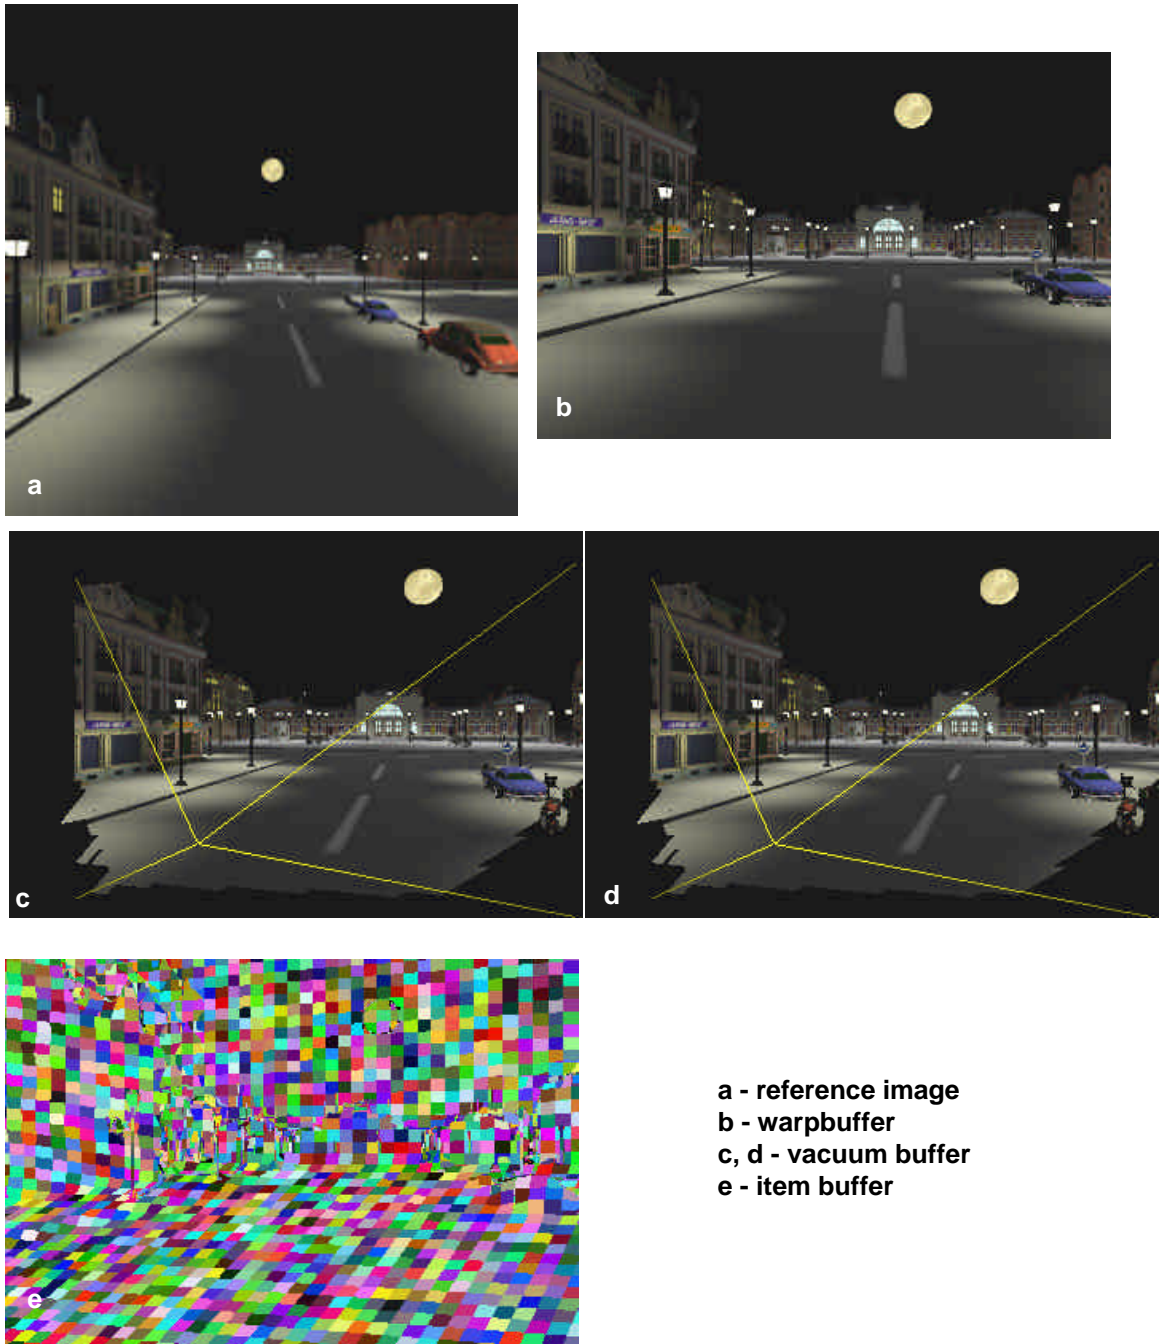 a
b
c
d
e
a - reference image
b - warpbuffer
c, d - vacuum buffer
e - item buffer